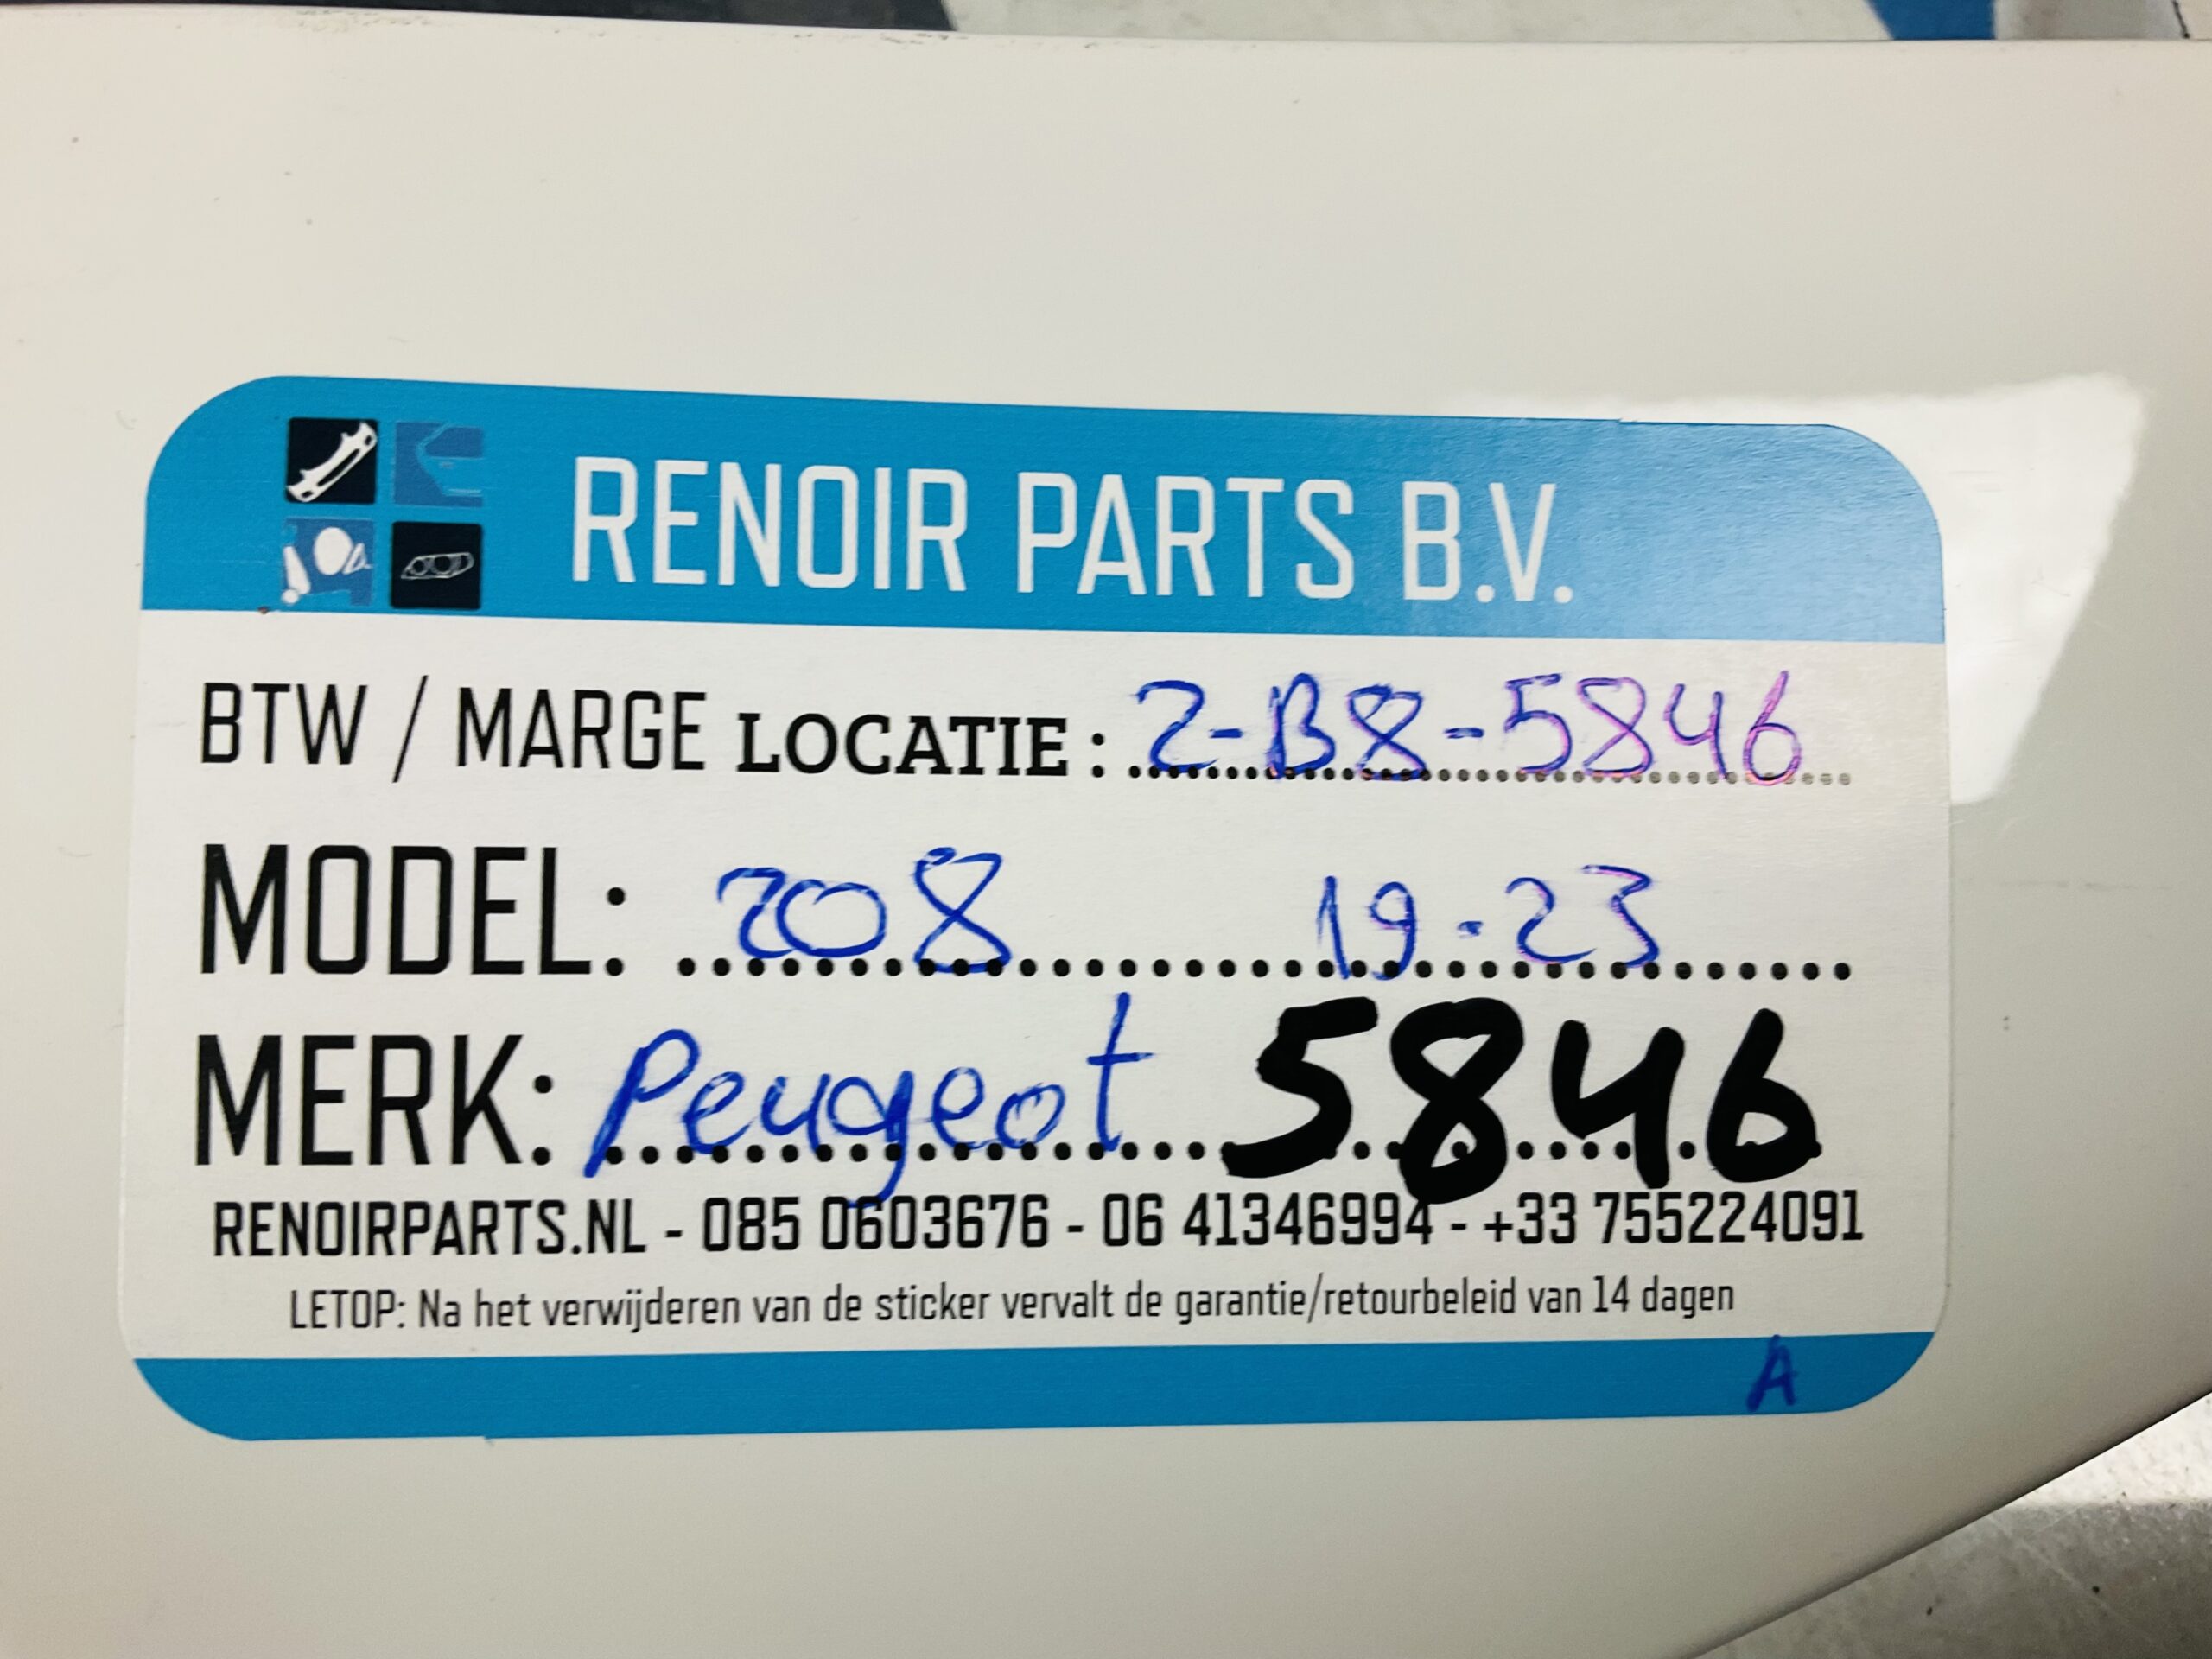 RENOIR PARTS B.V.
BTW / MARGE LOCATIE : 2-B8-5846
MODEL: 208 19-23
MERK: Peugeot 5846
RENOIRPARTS.NL - 085 0603676 - 06 41346994 - +33 755224091
LETOP: Na het verwijderen van de sticker vervalt de garantie/retourbeleid van 14 dagen
A